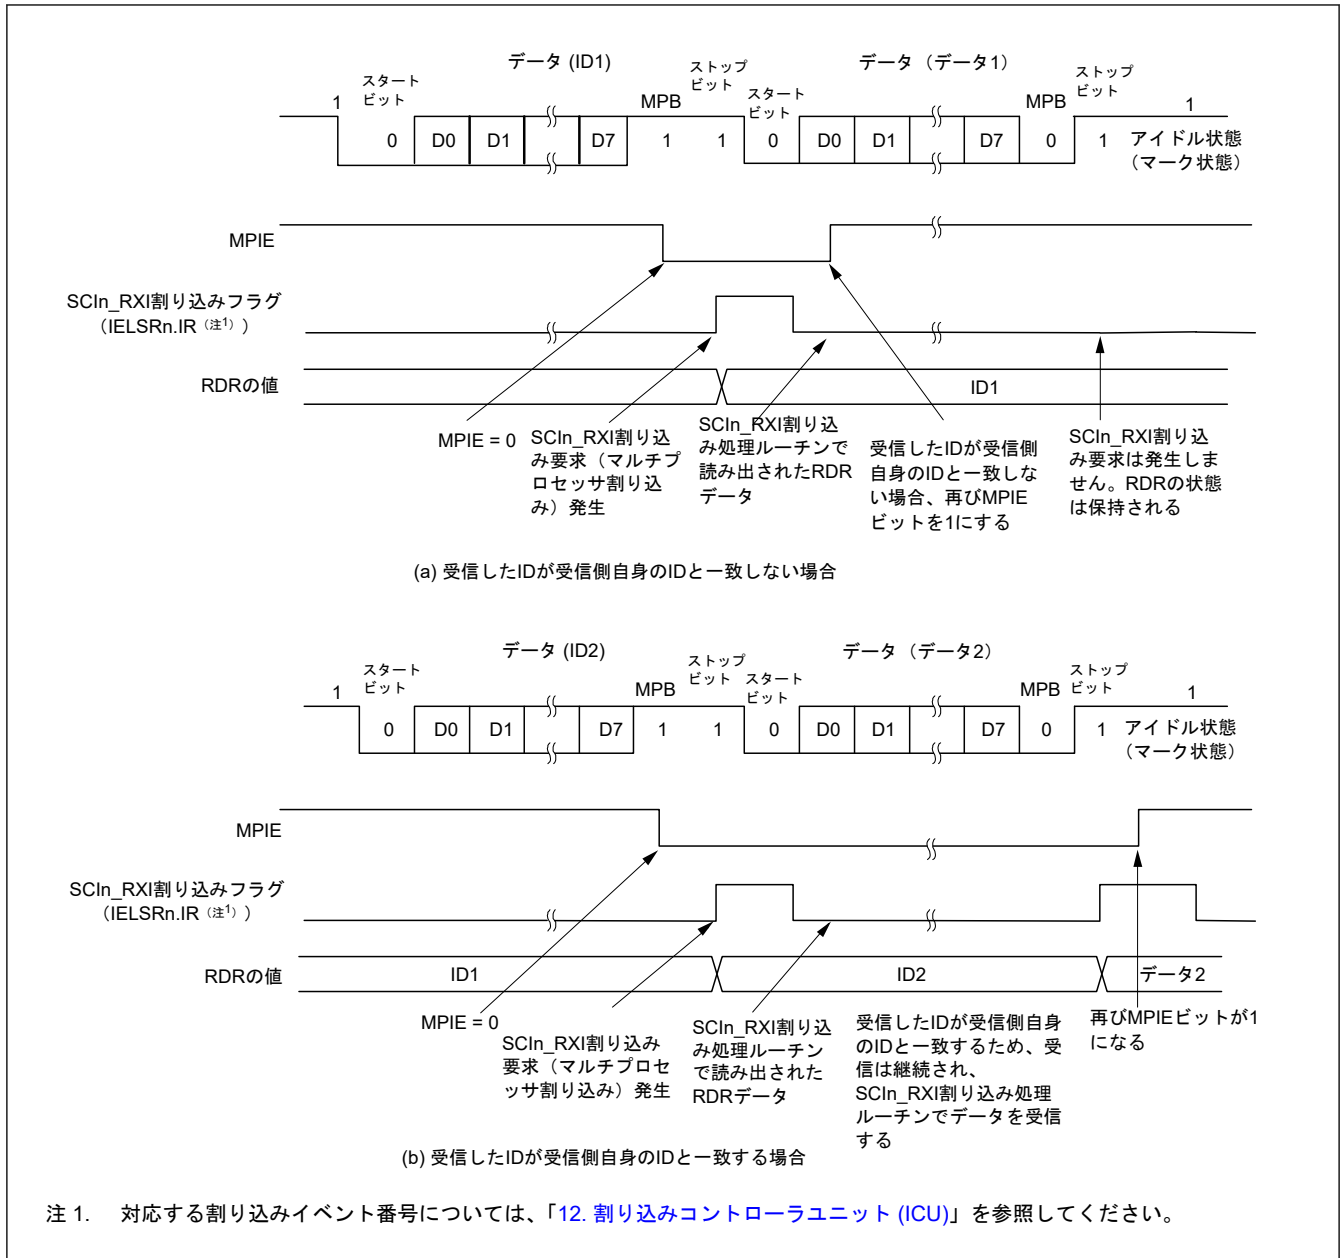 データ (ID1)
データ（データ1）
スタート
ビット
ストップ
ビット
スタート
ビット
ストップ
ビット
1
MPB
MPB
1
0
D0
D1
D7
1
1
0
D0
D1
D7
0
1
アイドル状態
（マーク状態）
MPIE
SCIn_RXI割り込みフラグ
（IELSRn.IR（注1））
RDRの値
ID1
MPIE = 0
SCIn_RXI割り込
み要求（マルチプ
ロセッサ割り込
み）発生
SCIn_RXI割り込
み処理ルーチンで
読み出されたRDR
データ
受信したIDが受信側
自身のIDと一致しな
い場合、再びMPIE
ビットを1にする
SCIn_RXI割り込
み要求は発生しま
せん。RDRの状態
は保持される
(a) 受信したIDが受信側自身のIDと一致しない場合
データ (ID2)
データ（データ2）
スタート
ビット
ストップ
ビット
スタート
ビット
ストップ
ビット
1
MPB
MPB
1
0
D0
D1
D7
1
1
0
D0
D1
D7
0
1
アイドル状態
（マーク状態）
MPIE
SCIn_RXI割り込みフラグ
（IELSRn.IR（注1））
RDRの値
ID1
ID2
データ2
MPIE = 0
SCIn_RXI割り込み
要求（マルチプロセ
ッサ割り込み）発生
SCIn_RXI割り込
み処理ルーチン
で読み出された
RDRデータ
受信したIDが受信側自身
のIDと一致するため、受
信は継続され、
SCIn_RXI割り込み処理
ルーチンでデータを受信
する
再びMPIEビットが1
になる
(b) 受信したIDが受信側自身のIDと一致する場合
注 1. 対応する割り込みイベント番号については、「12. 割り込みコントローラユニット (ICU)」を参照してください。